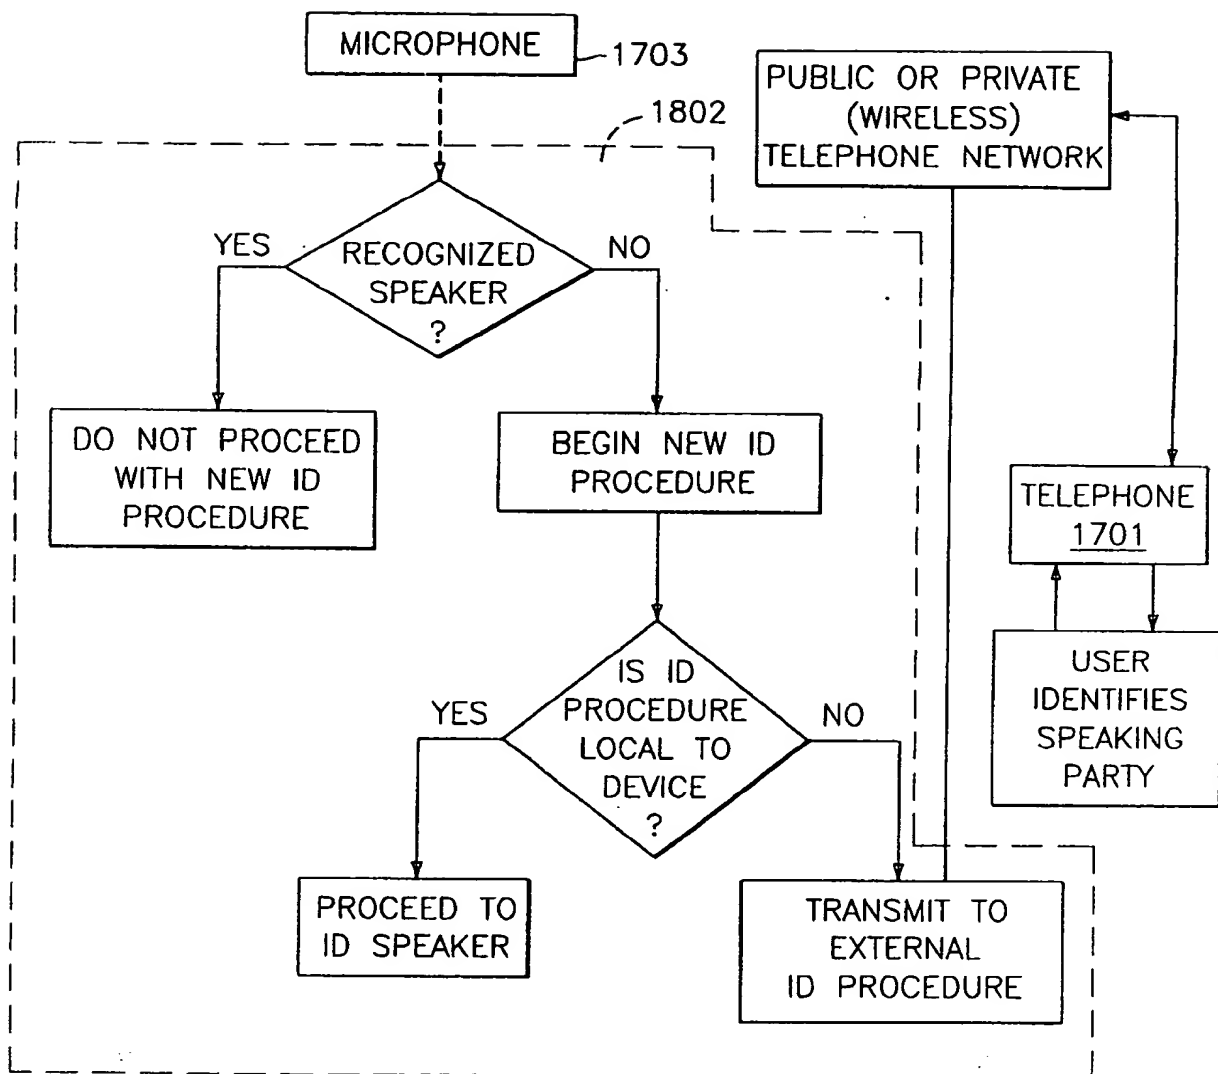 MICROPHONE
1703
PUBLIC OR PRIVATE
(WIRELESS)
TELEPHONE NETWORK
1802
YES
NO
RECOGNIZED
SPEAKER
?
DO NOT PROCEED
WITH NEW ID
PROCEDURE
BEGIN NEW ID
PROCEDURE
TELEPHONE
1701
USER
IDENTIFIES
SPEAKING
PARTY
YES
NO
IS ID
PROCEDURE
LOCAL TO
DEVICE
?
PROCEED TO
ID SPEAKER
TRANSMIT TO
EXTERNAL
ID PROCEDURE